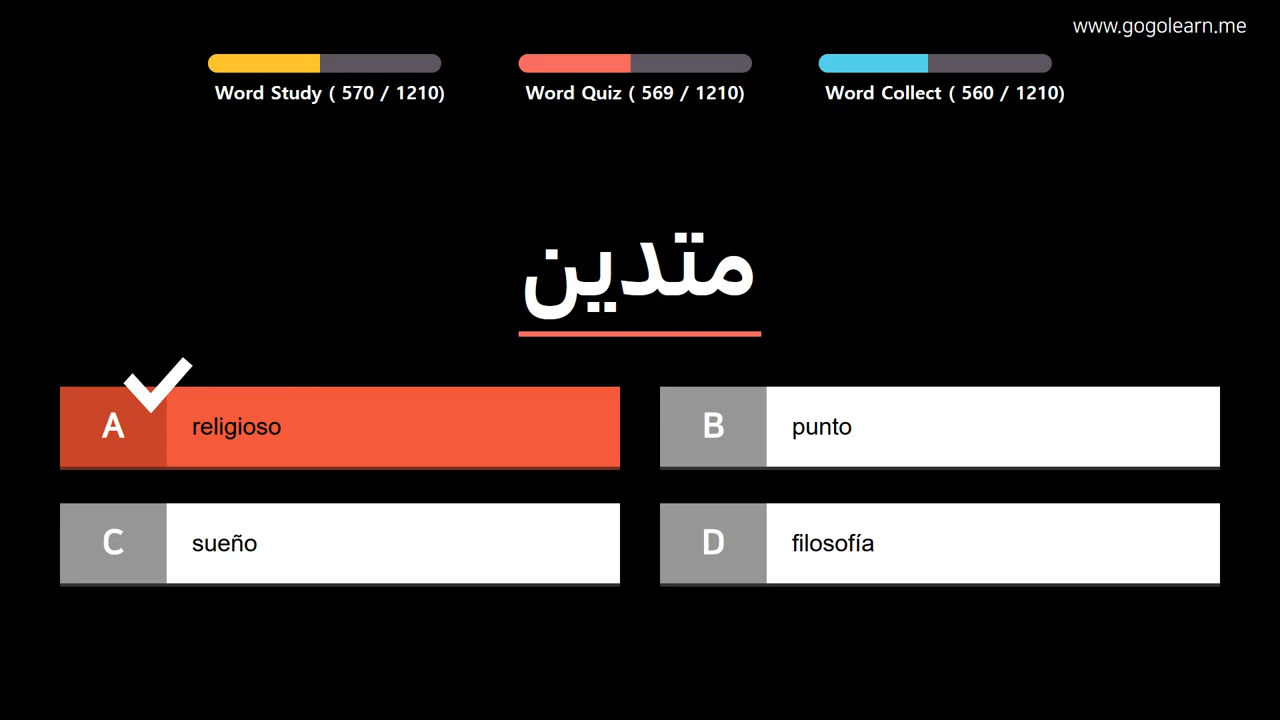 www.gogolearn.me
Word Study ( 570 / 1210)
Word Quiz ( 569 / 1210)
Word Collect ( 560 / 1210)
متدين
A religioso
B punto
C sueño
D filosofía